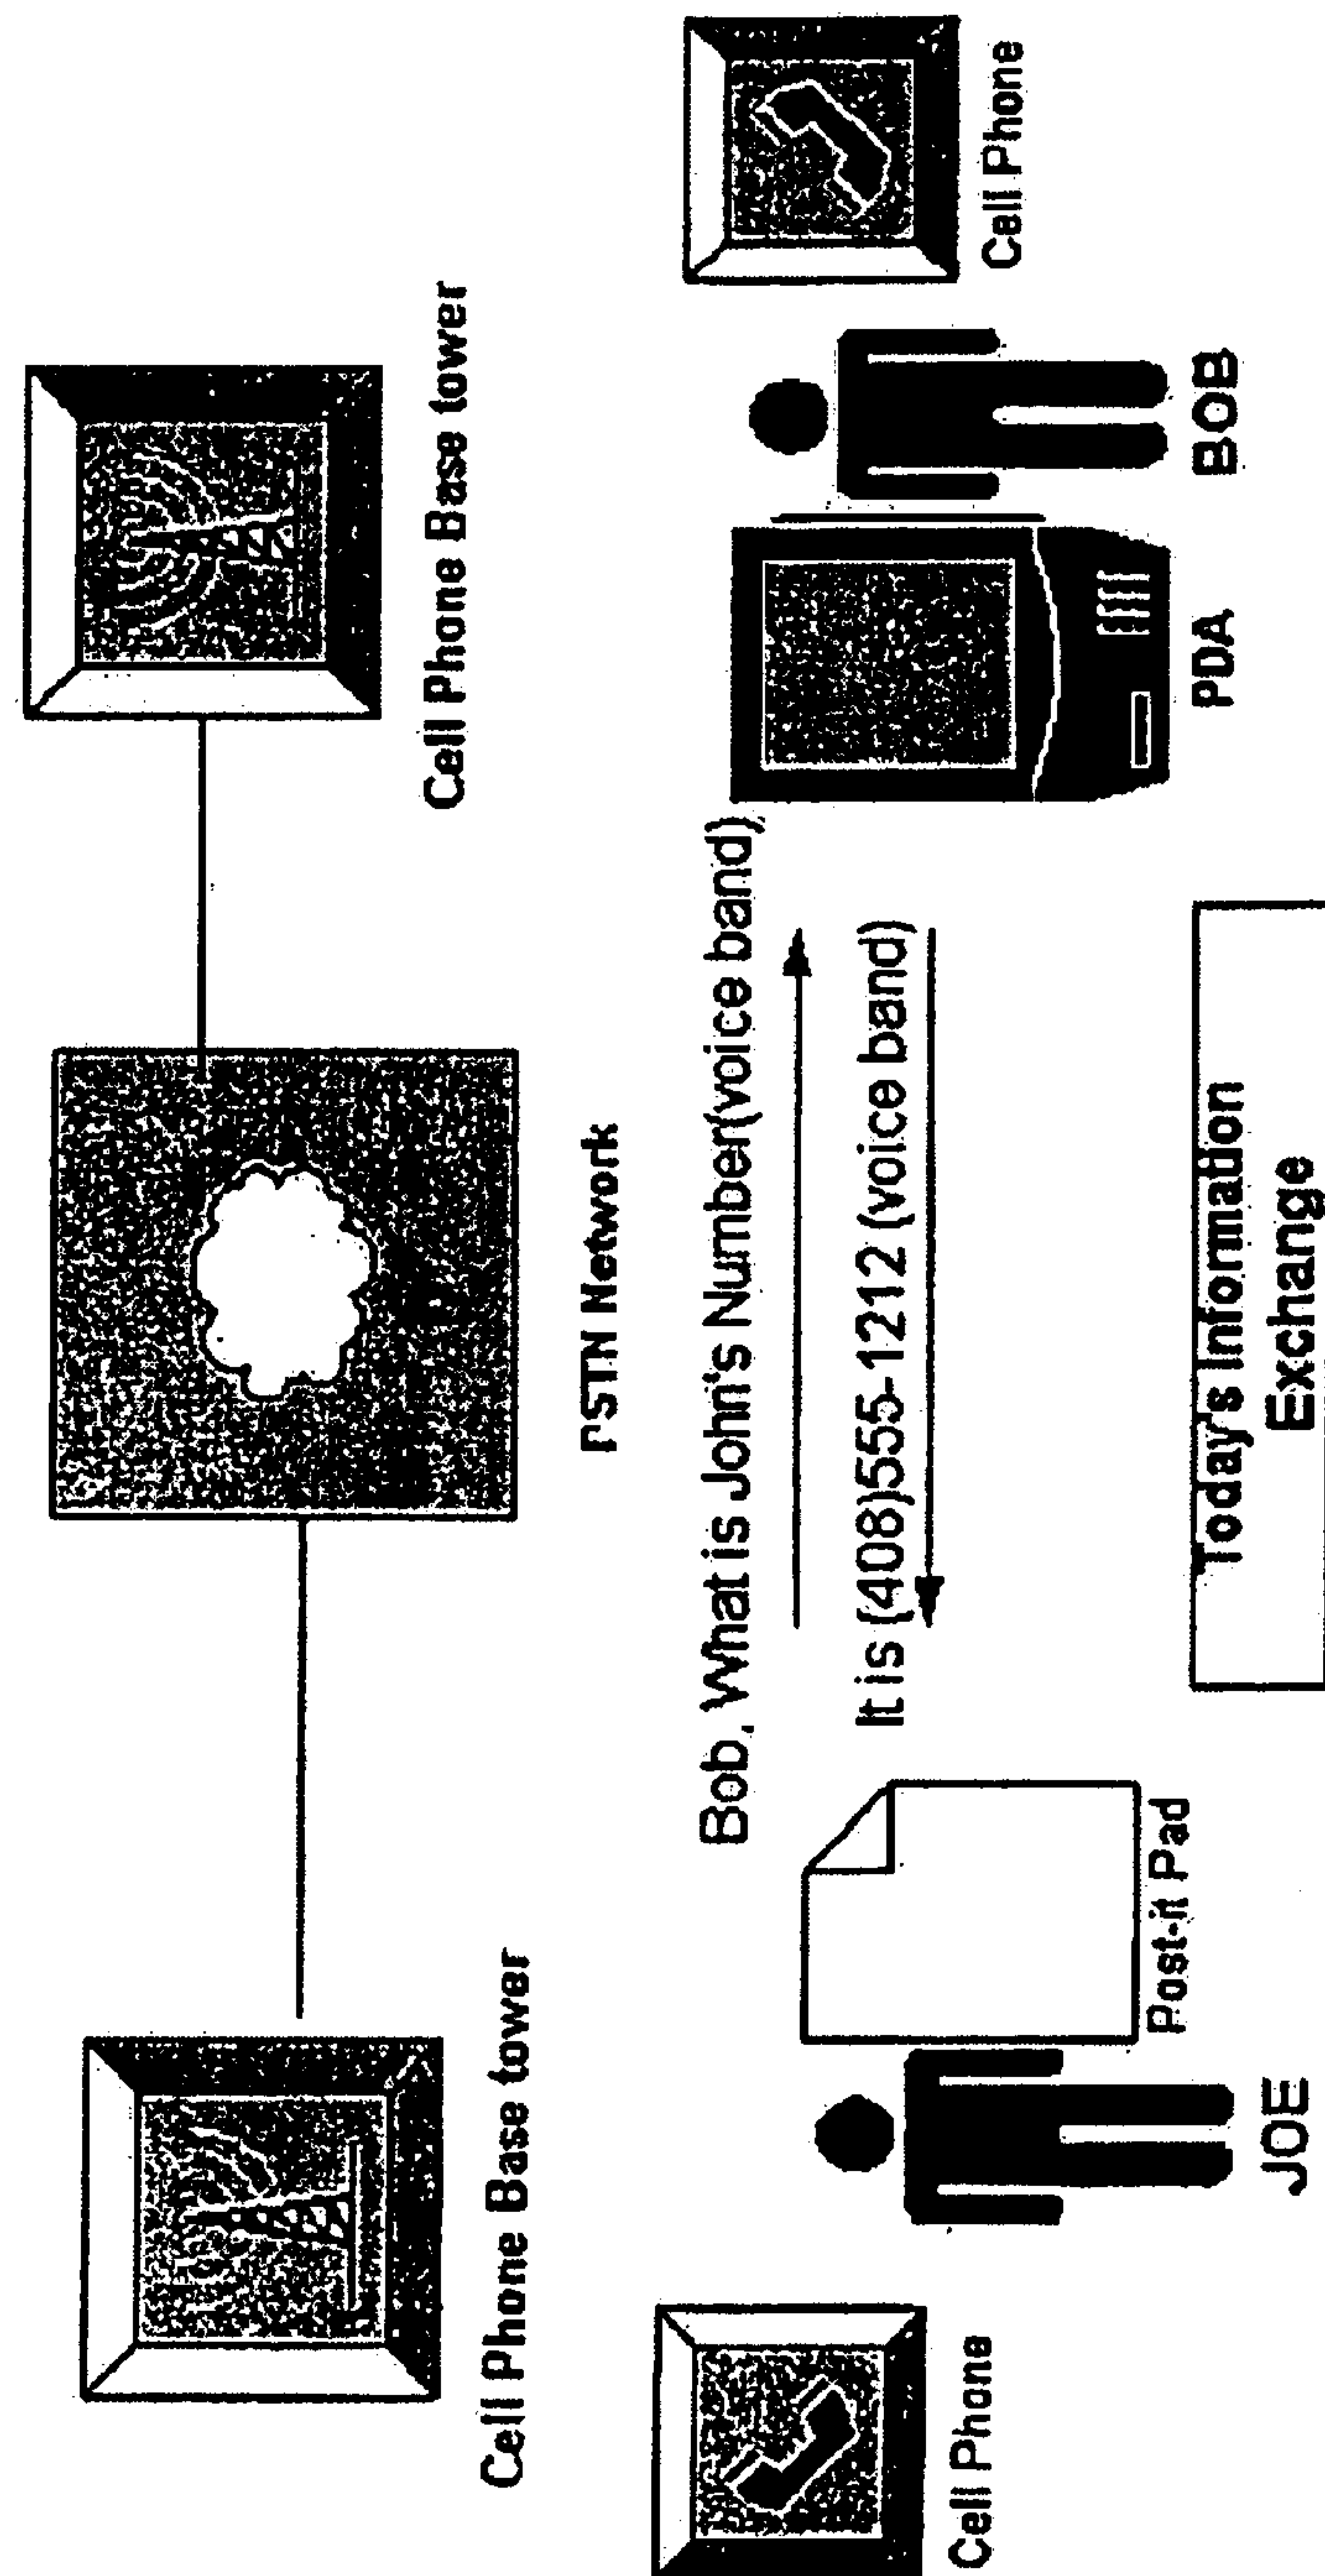 Cell Phone Base tower
Cell Phone Base tower
PSTN Network
Bob, What is John's Number(voice band)
It is (408)555-1212 (voice band)
Cell Phone
JOE
Post-it Pad
PDA
BOB
Cell Phone
Today's Information
Exchange